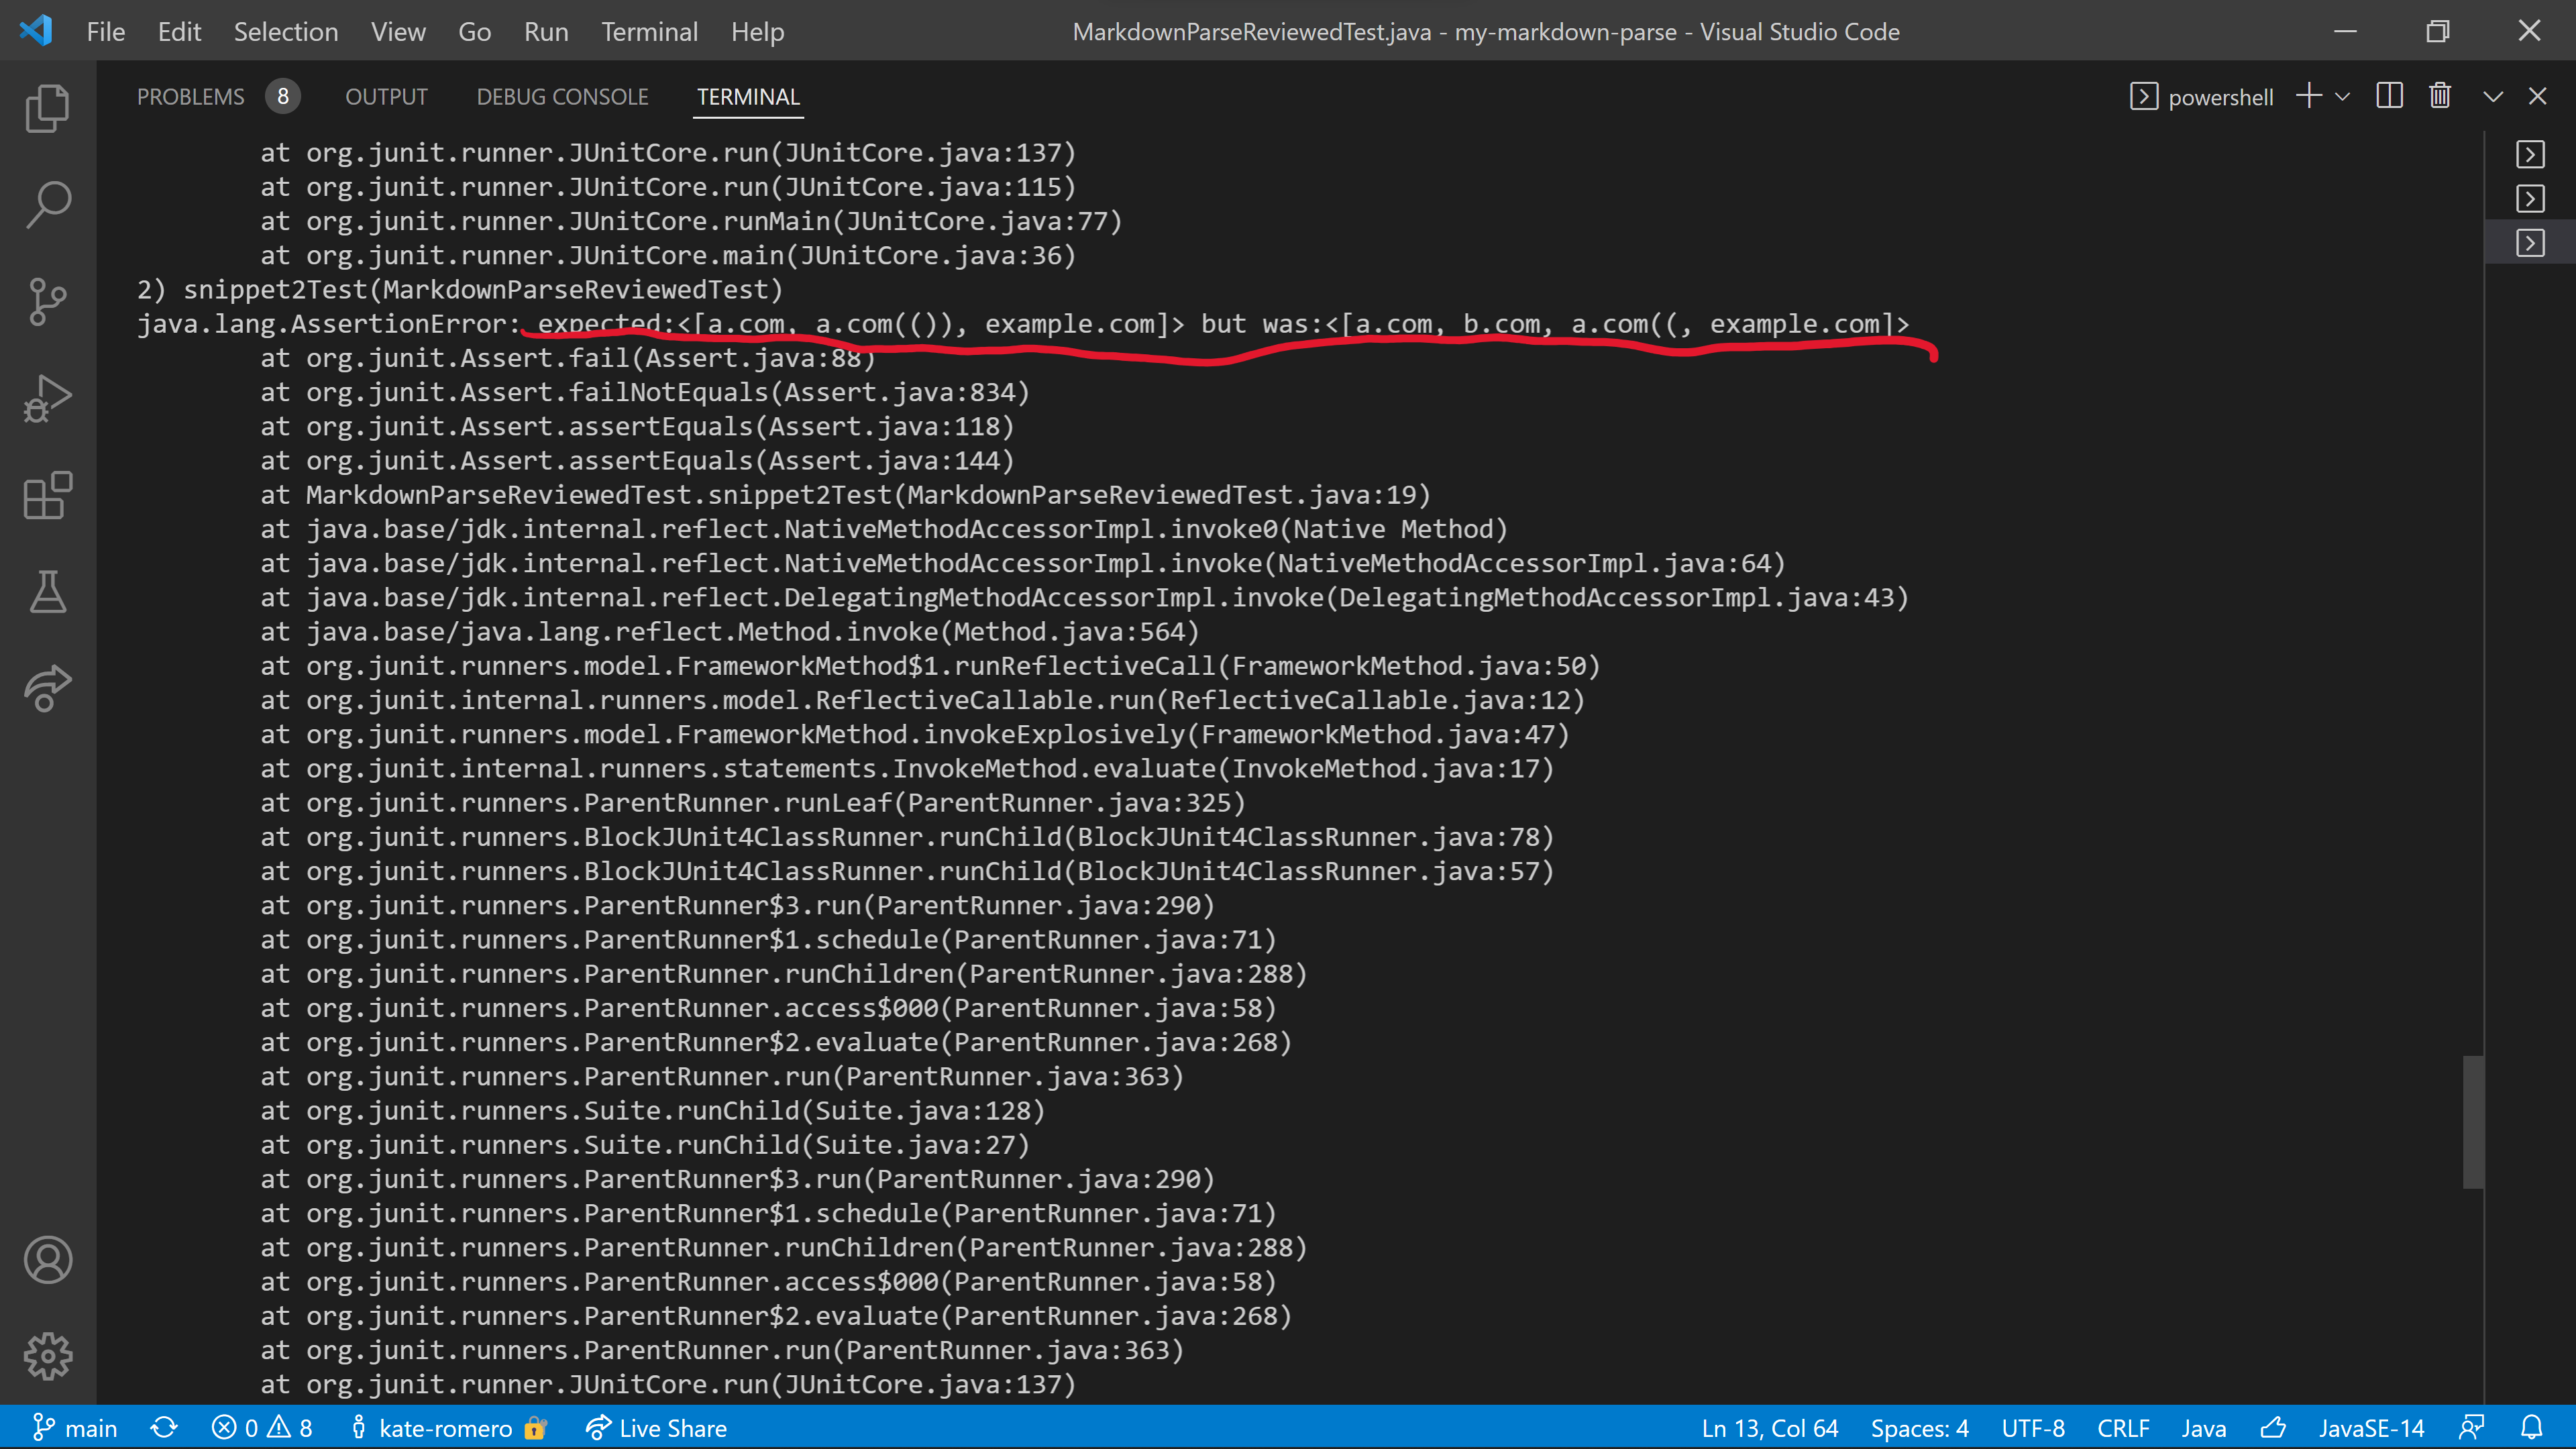 File Edit Selection View Go Run Terminal Help MarkdownParseReviewedTest.java - my-markdown-parse - Visual Studio Code
PROBLEMS 8 OUTPUT DEBUG CONSOLE TERMINAL powershell
at org.junit.runner.JUnitCore.run(JUnitCore.java:137)
at org.junit.runner.JUnitCore.run(JUnitCore.java:115)
at org.junit.runner.JUnitCore.runMain(JUnitCore.java:77)
at org.junit.runner.JUnitCore.main(JUnitCore.java:36)
2) snippet2Test(MarkdownParseReviewedTest)
java.lang.AssertionError: expected:<[a.com, a.com(()), example.com]> but was:<[a.com, b.com, a.com((, example.com]>
at org.junit.Assert.fail(Assert.java:88)
at org.junit.Assert.failNotEquals(Assert.java:834)
at org.junit.Assert.assertEquals(Assert.java:118)
at org.junit.Assert.assertEquals(Assert.java:144)
at MarkdownParseReviewedTest.snippet2Test(MarkdownParseReviewedTest.java:19)
at java.base/jdk.internal.reflect.NativeMethodAccessorImpl.invoke0(Native Method)
at java.base/jdk.internal.reflect.NativeMethodAccessorImpl.invoke(NativeMethodAccessorImpl.java:64)
at java.base/jdk.internal.reflect.DelegatingMethodAccessorImpl.invoke(DelegatingMethodAccessorImpl.java:43)
at java.base/java.lang.reflect.Method.invoke(Method.java:564)
at org.junit.runners.model.FrameworkMethod$1.runReflectiveCall(FrameworkMethod.java:50)
at org.junit.internal.runners.model.ReflectiveCallable.run(ReflectiveCallable.java:12)
at org.junit.runners.model.FrameworkMethod.invokeExplosively(FrameworkMethod.java:47)
at org.junit.internal.runners.statements.InvokeMethod.evaluate(InvokeMethod.java:17)
at org.junit.runners.ParentRunner.runLeaf(ParentRunner.java:325)
at org.junit.runners.BlockJUnit4ClassRunner.runChild(BlockJUnit4ClassRunner.java:78)
at org.junit.runners.BlockJUnit4ClassRunner.runChild(BlockJUnit4ClassRunner.java:57)
at org.junit.runners.ParentRunner$3.run(ParentRunner.java:290)
at org.junit.runners.ParentRunner$1.schedule(ParentRunner.java:71)
at org.junit.runners.ParentRunner.runChildren(ParentRunner.java:288)
at org.junit.runners.ParentRunner.access$000(ParentRunner.java:58)
at org.junit.runners.ParentRunner$2.evaluate(ParentRunner.java:268)
at org.junit.runners.ParentRunner.run(ParentRunner.java:363)
at org.junit.runners.Suite.runChild(Suite.java:128)
at org.junit.runners.Suite.runChild(Suite.java:27)
at org.junit.runners.ParentRunner$3.run(ParentRunner.java:290)
at org.junit.runners.ParentRunner$1.schedule(ParentRunner.java:71)
at org.junit.runners.ParentRunner.runChildren(ParentRunner.java:288)
at org.junit.runners.ParentRunner.access$000(ParentRunner.java:58)
at org.junit.runners.ParentRunner$2.evaluate(ParentRunner.java:268)
at org.junit.runners.ParentRunner.run(ParentRunner.java:363)
at org.junit.runner.JUnitCore.run(JUnitCore.java:137)
main 0 8 kate-romero Live Share Ln 13, Col 64 Spaces: 4 UTF-8 CRLF Java JavaSE-14